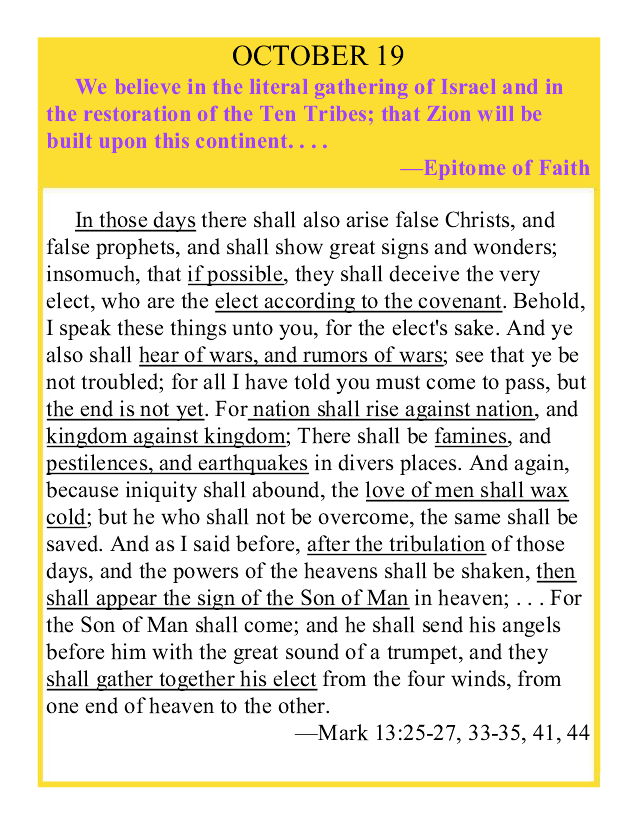 OCTOBER 19
We believe in the literal gathering of Israel and in
the restoration of the Ten Tribes; that Zion will be
built upon this continent. . . .
—Epitome of Faith
In those days there shall also arise false Christs, and
false prophets, and shall show great signs and wonders;
insomuch, that if possible, they shall deceive the very
elect, who are the elect according to the covenant. Behold,
I speak these things unto you, for the elect's sake. And ye
also shall hear of wars, and rumors of wars; see that ye be
not troubled; for all I have told you must come to pass, but
the end is not yet. For nation shall rise against nation, and
kingdom against kingdom; There shall be famines, and
pestilences, and earthquakes in divers places. And again,
because iniquity shall abound, the love of men shall wax
cold; but he who shall not be overcome, the same shall be
saved. And as I said before, after the tribulation of those
days, and the powers of the heavens shall be shaken, then
shall appear the sign of the Son of Man in heaven; . . . For
the Son of Man shall come; and he shall send his angels
before him with the great sound of a trumpet, and they
shall gather together his elect from the four winds, from
one end of heaven to the other.
—Mark 13:25-27, 33-35, 41, 44